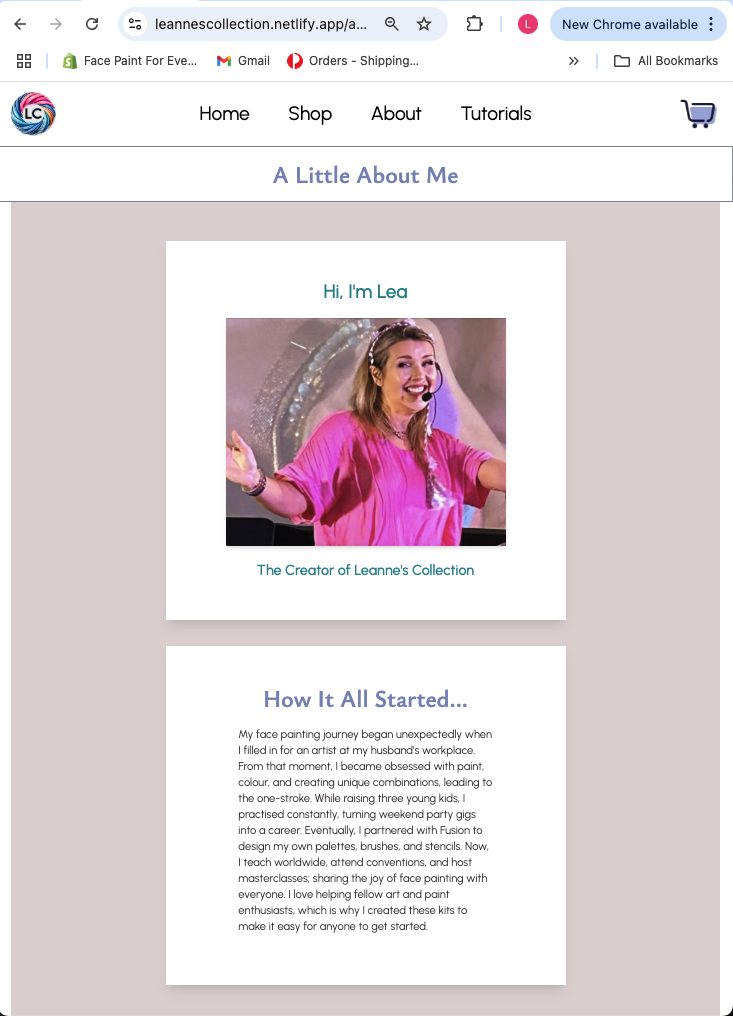 leannescollection.netlify.app/a...
L
New Chrome available
Face Paint For Eve...
Gmail
Orders - Shipping...
All Bookmarks
LC
Home
Shop
About
Tutorials
A Little About Me
Hi, I'm Lea
The Creator of Leanne's Collection
How It All Started...
My face painting journey began unexpectedly when
I filled in for an artist at my husband's workplace.
From that moment, I became obsessed with paint,
colour, and creating unique combinations, leading to
the one-stroke. While raising three young kids, I
practised constantly, turning weekend party gigs
into a career. Eventually, I partnered with Fusion to
design my own palettes, brushes, and stencils. Now,
I teach worldwide, attend conventions, and host
masterclasses; sharing the joy of face painting with
everyone. I love helping fellow art and paint
enthusiasts, which is why I created these kits to
make it easy for anyone to get started.